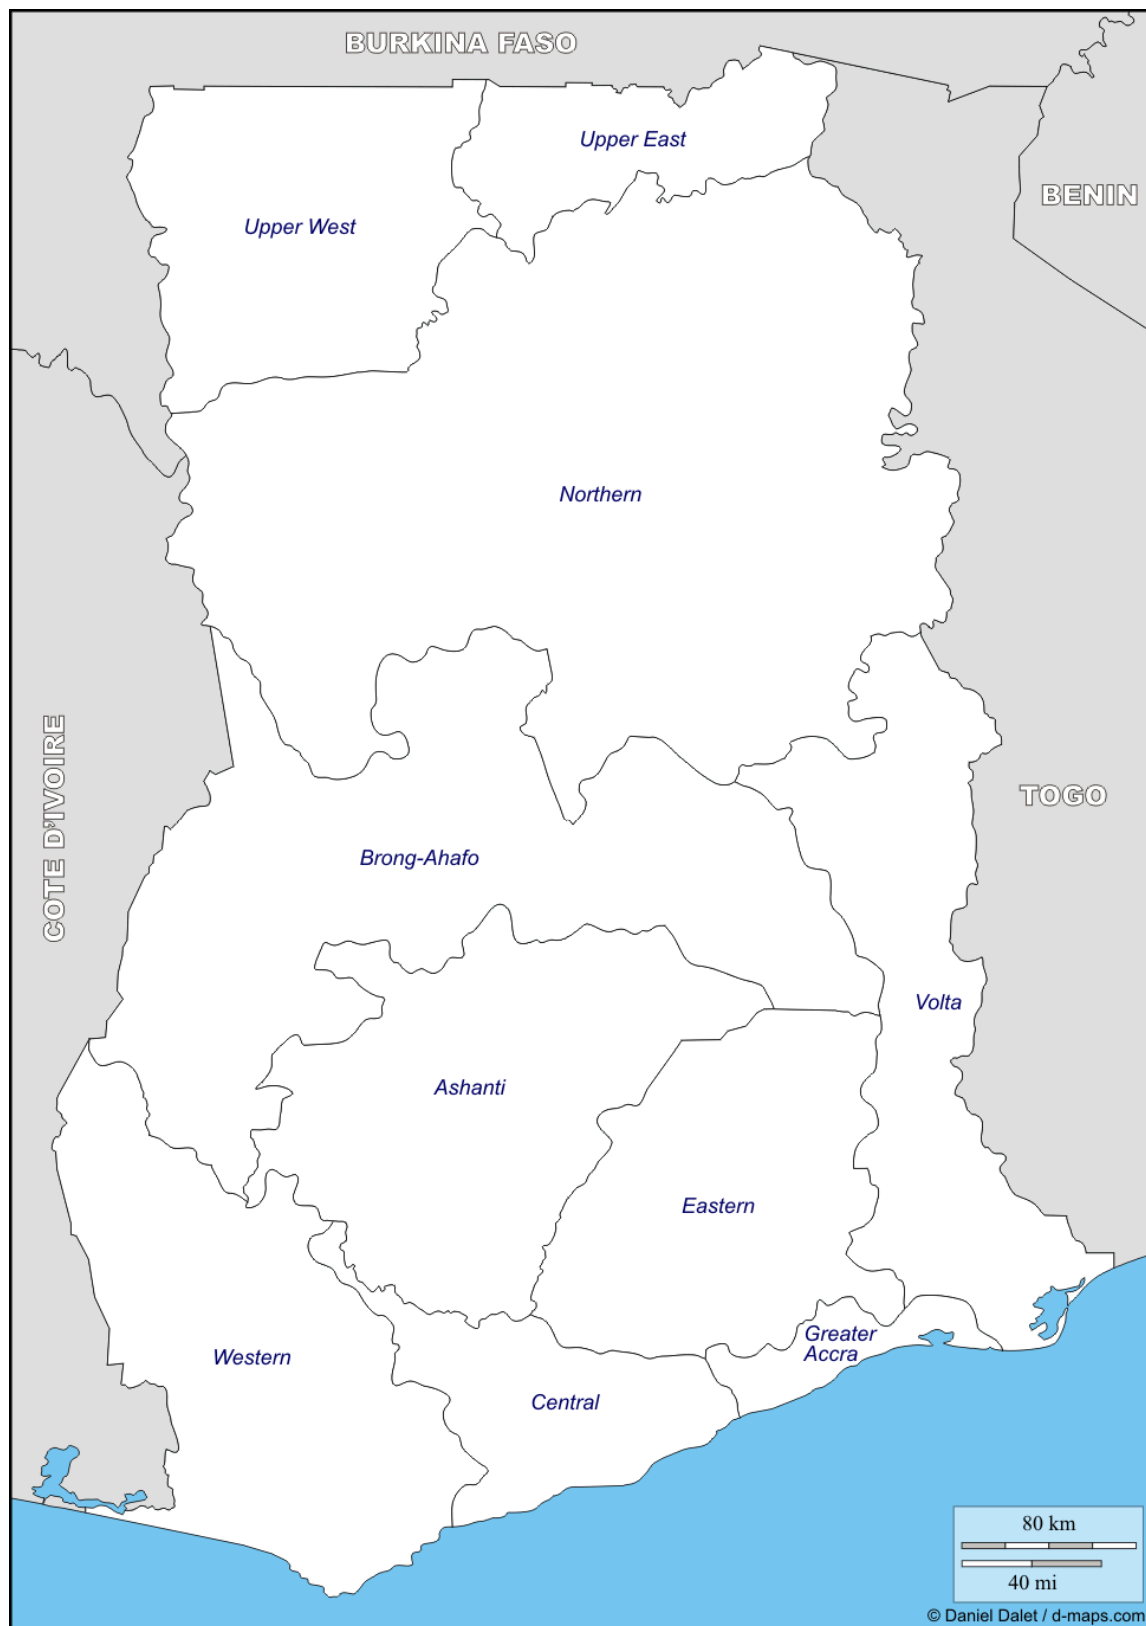 BURKINA FASO
Upper East
BENIN
Upper West
Northern
COTE D'IVOIRE
TOGO
Brong-Ahafo
Volta
Ashanti
Eastern
Greater
Accra
Western
Central
80 km
40 mi
© Daniel Dalet / d-maps.com